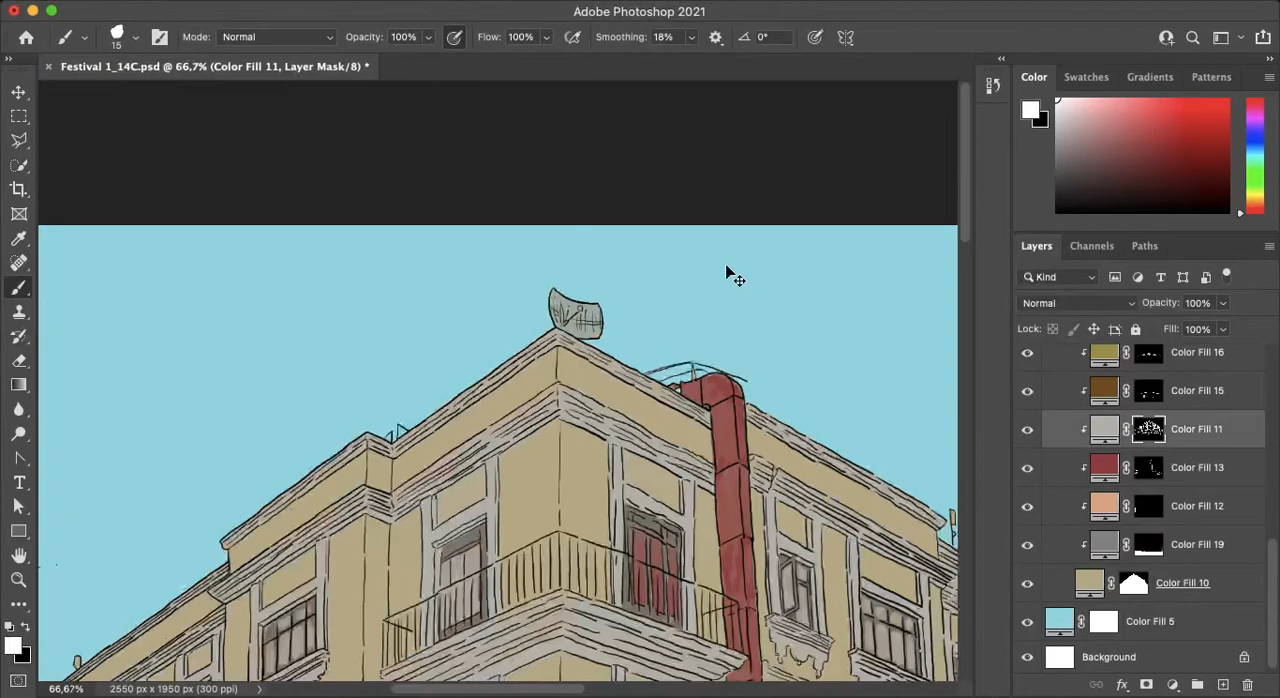 Adobe Photoshop 2021
15 Mode: Normal Opacity: 100% Flow: 100% Smoothing: 18% 0°
Festival 1_14C.psd @ 66,7% (Color Fill 11, Layer Mask/8) *
Color Swatches Gradients Patterns
Layers Channels Paths
Kind
Normal Opacity: 100%
Lock: Fill: 100%
Color Fill 16
Color Fill 15
Color Fill 11
Color Fill 13
Color Fill 12
Color Fill 19
Color Fill 10
Color Fill 5
Background
66,67% 2550 px x 1950 px (300 ppi)